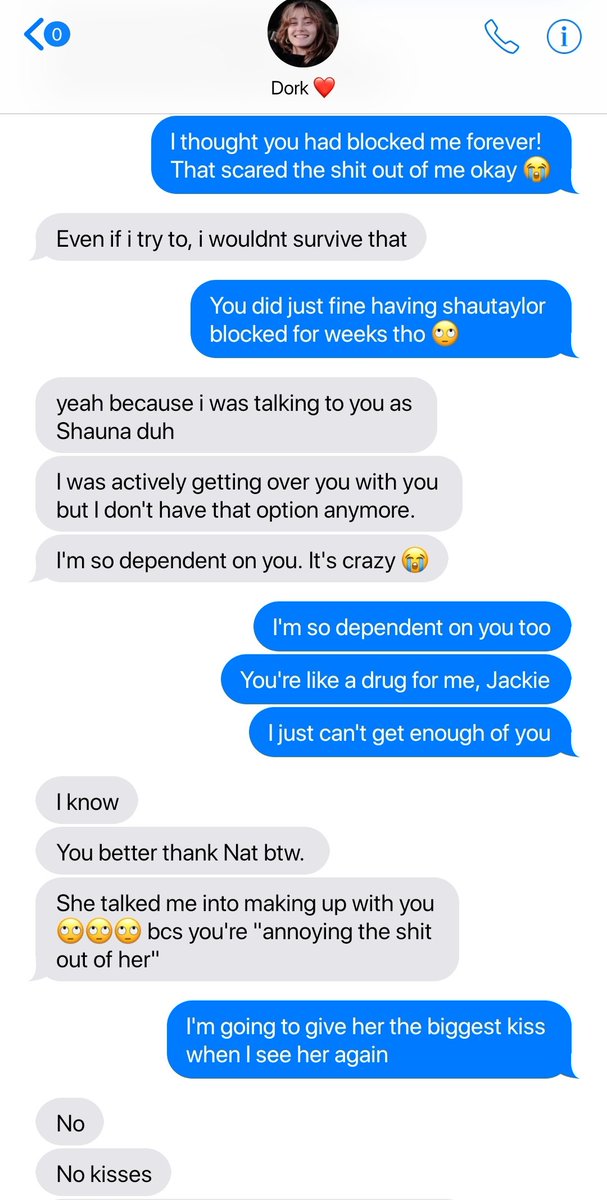 0
Dork ❤️
I thought you had blocked me forever!
That scared the shit out of me okay 😭
Even if i try to, i wouldnt survive that
You did just fine having shautaylor
blocked for weeks tho 🙄
yeah because i was talking to you as
Shauna duh
I was actively getting over you with you
but I don't have that option anymore.
I'm so dependent on you. It's crazy 😭
I'm so dependent on you too
You're like a drug for me, Jackie
I just can't get enough of you
I know
You better thank Nat btw.
She talked me into making up with you
🙄🙄🙄 bcs you're "annoying the shit
out of her"
I'm going to give her the biggest kiss
when I see her again
No
No kisses